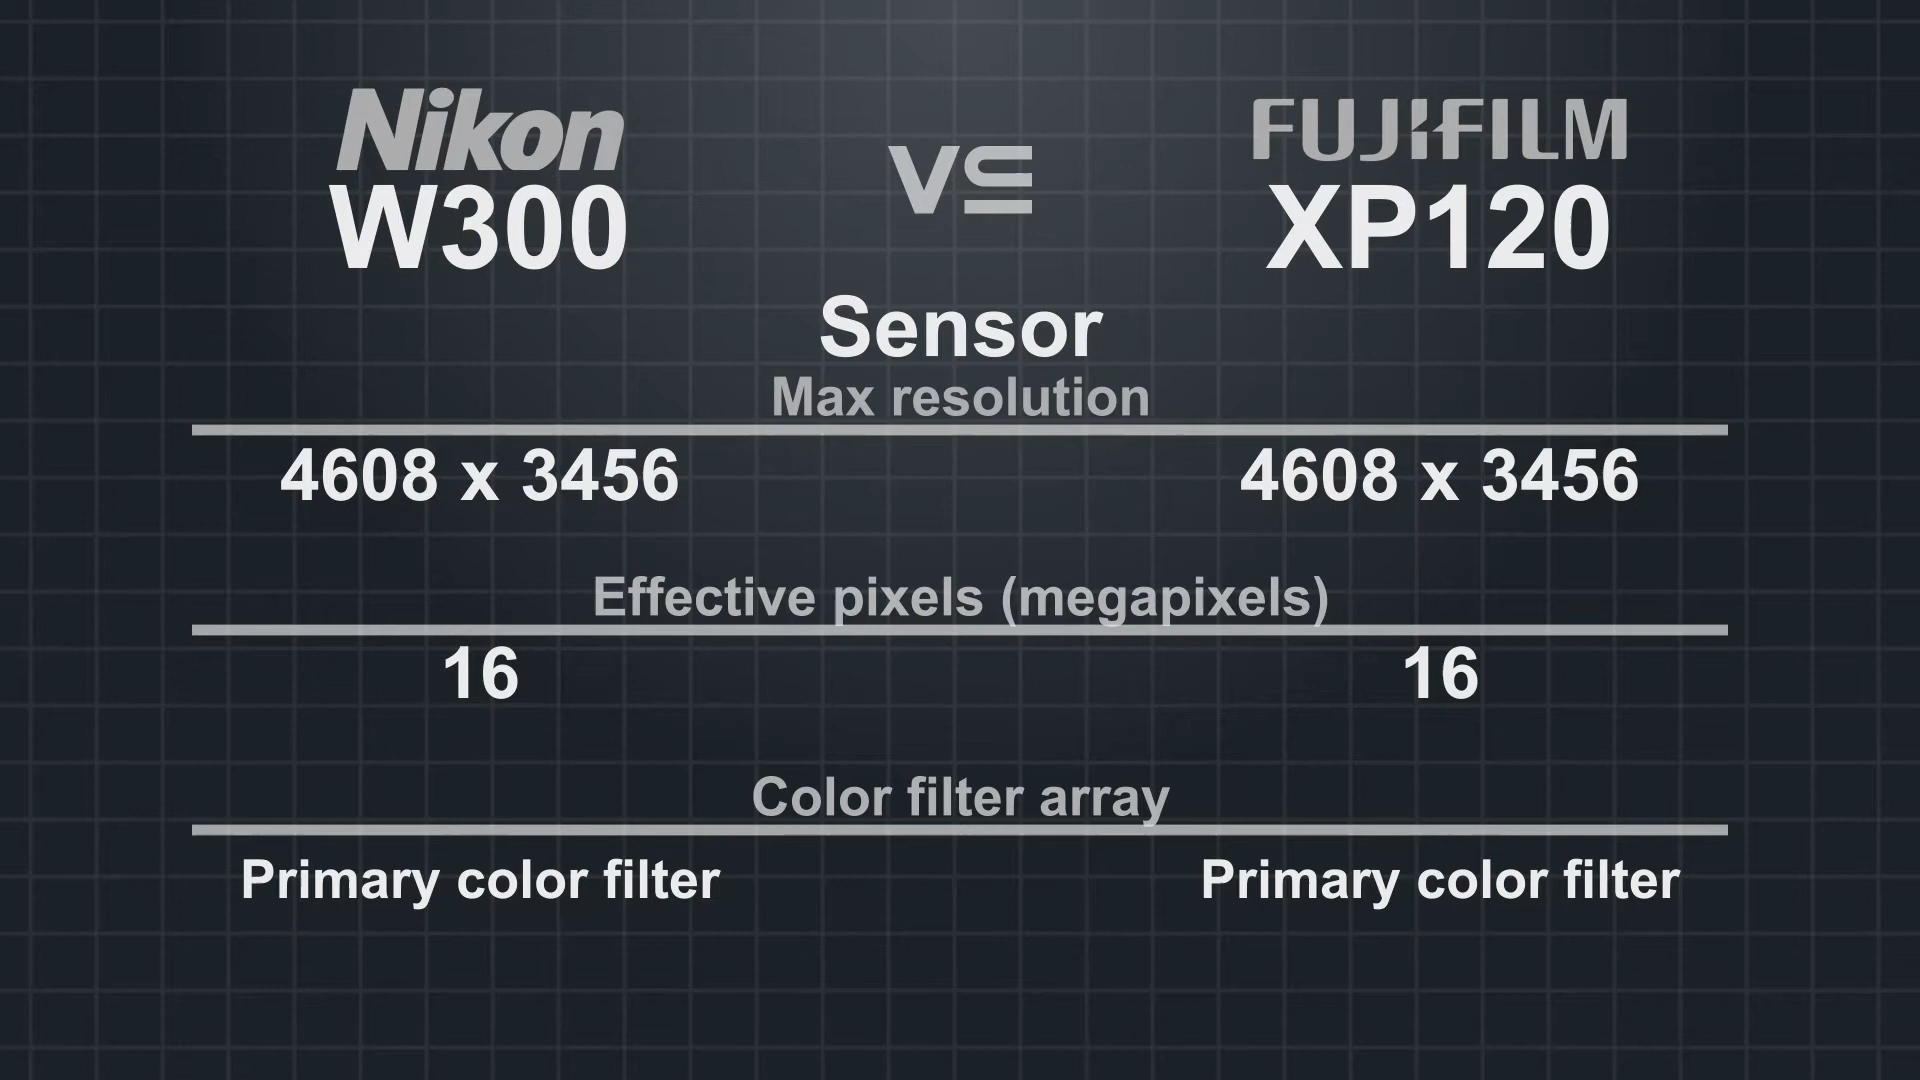 Nikon VS FUJIFILM
W300 XP120
Sensor
Max resolution
4608 x 3456 4608 x 3456
Effective pixels (megapixels)
16 16
Color filter array
Primary color filter Primary color filter